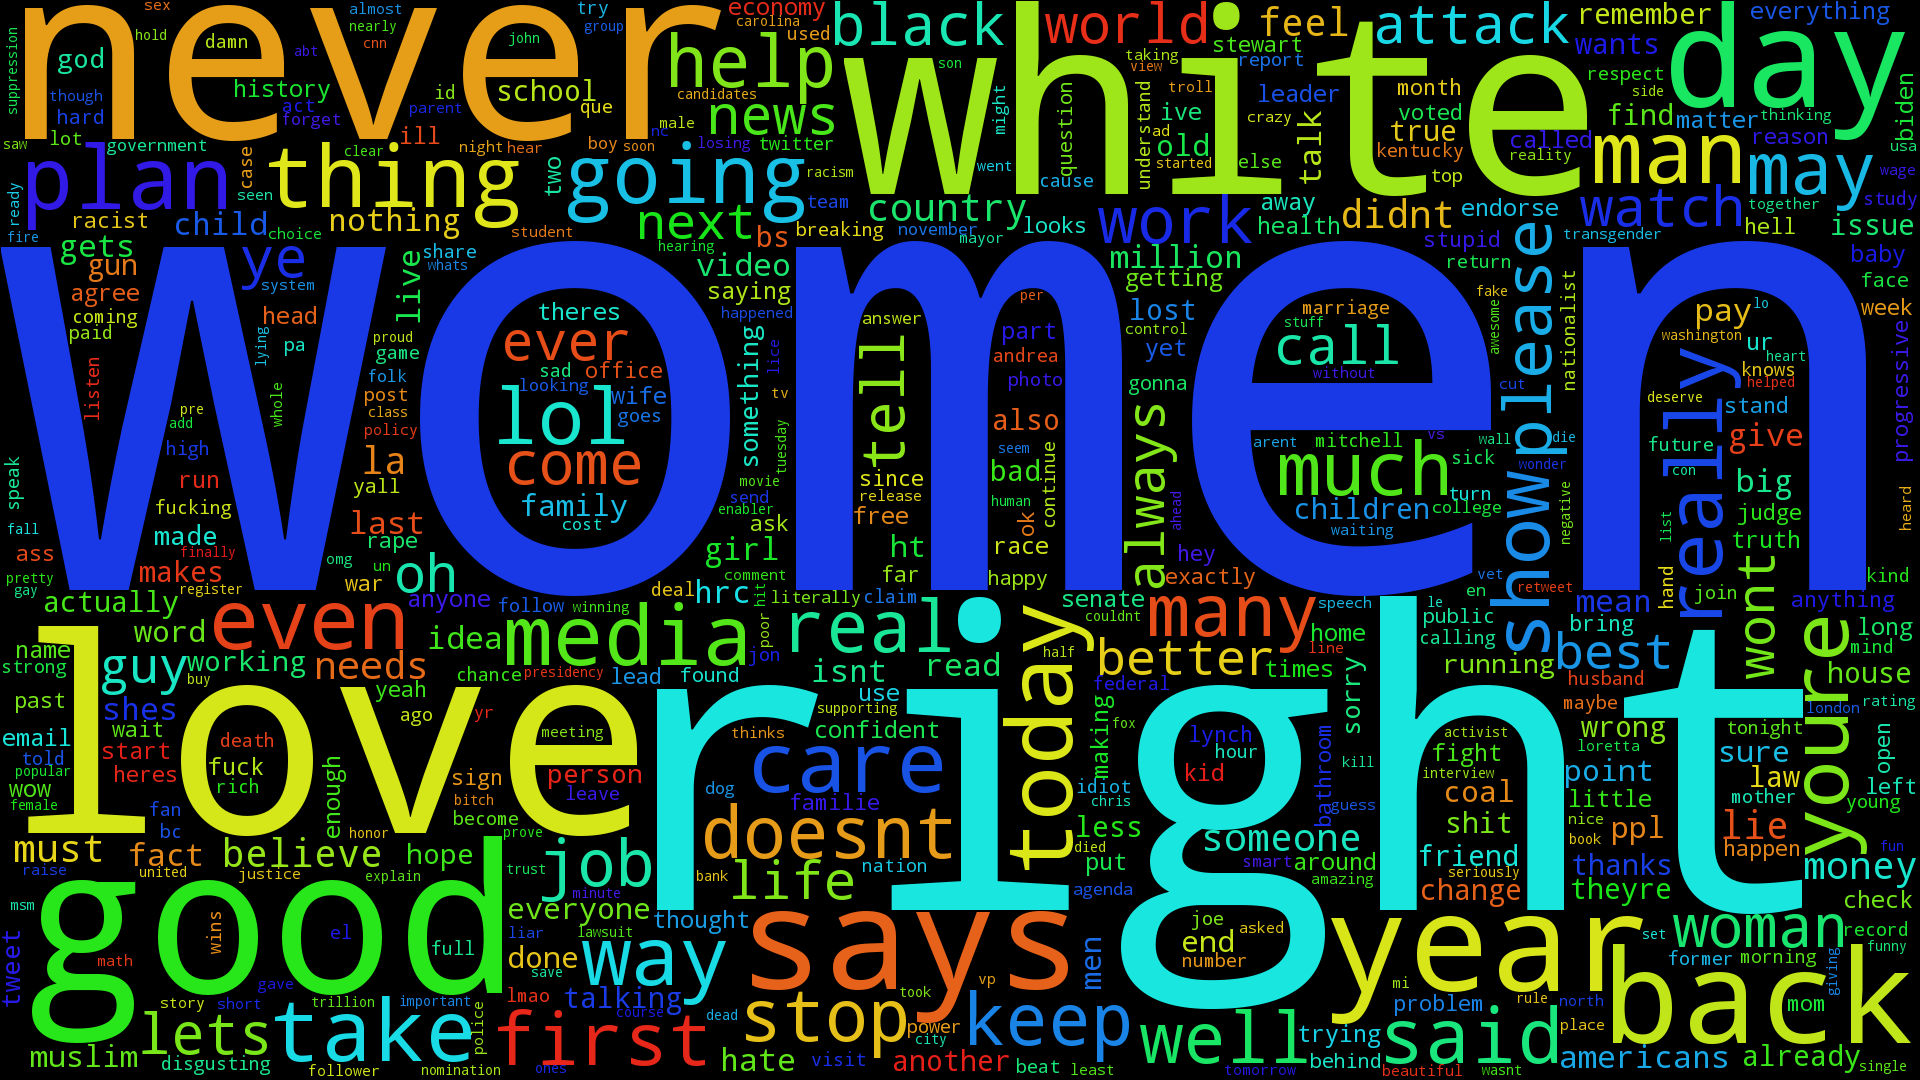 never
white
day
women
love
right
good
back
year
says
first
take
way
stop
keep
well
said
plan
thing
going
help
news
black
world
feel
attack
remember
everything
wants
man
may
watch
work
country
didnt
endorse
issue
find
matter
reason
called
respect
abiden
stewart
report
leader
month
voted
true
kentucky
talk
old
ive
question
understand
economy
used
carolina
candidates
school
que
history
god
though
hard
lot
government
suppression
sex
hold
damn
almost
nearly
cnn
try
group
john
abt
act
forget
parent
id
ill
case
clear
night
hear
boy
soon
nc
male
losing
twitter
racism
team
two
seen
saw
racist
child
nothing
choice
student
next
bs
breaking
november
mayor
looks
hearing
video
million
getting
health
away
cause
top
hell
transgender
together
study
wage
usa
thinking
side
reality
crazy
else
started
ad
taking
view
troll
son
might
went
ready
fire
gets
gun
agree
coming
paid
ye
system
head
pa
live
share
whats
saying
happened
lost
control
yet
gonna
stupid
return
baby
face
week
progressive
nationalist
please
show
really
pay
ur
knows
heart
helped
washington
lo
fake
awesome
deserve
stand
give
future
con
big
judge
truth
wont
heard
kind
anything
join
hand
list
negative
die
wonder
wall
cut
sick
turn
college
vs
vet
retweet
en
mean
bring
public
calling
le
speech
theres
ever
sad
office
looking
wife
goes
lol
come
family
cost
answer
tell
since
release
free
far
ht
per
part
andrea
photo
also
seem
bad
human
ok
race
happy
continue
always
ahead
hey
exactly
marriage
stuff
call
without
arent
mitchell
much
children
waiting
something
lice
tv
tuesday
movie
send
enabler
ask
girl
comment
proud
game
folk
post
class
policy
la
yall
last
rape
oh
un
war
omg
lying
whole
listen
pre
add
high
run
fucking
made
finally
makes
register
speak
fall
ass
pretty
gay
actually
word
name
strong
guy
working
buy
even
needs
anyone
follow
winning
idea
media
chance
presidency
lead
found
deal
hrc
hit
poor
jon
literally
claim
real
isnt
read
use
supporting
confident
thinks
senate
couldnt
many
better
times
home
line
federal
today
half
making
fox
sorry
running
best
husband
maybe
wrong
house
long
mind
rating
london
tonight
youre
past
shes
email
wait
start
told
heres
popular
wow
female
fan
bc
death
fuck
rich
enough
yeah
ago
yr
sign
bitch
become
meeting
person
leave
prove
honor
care
familie
dog
doesnt
life
nation
bank
trust
minute
job
everyone
liar
lawsuit
thought
done
save
lmao
talking
course
ones
must
raise
fact
united
believe
justice
explain
hope
msm
tweet
math
wins
el
gave
full
story
short
trillion
important
lets
muslim
disgusting
follower
police
nomination
dead
hate
visit
another
power
city
took
vp
beat
least
men
idiot
chris
less
died
put
agenda
lynch
hour
kid
someone
smart
around
amazing
bathroom
guess
kill
activist
fight
interview
coal
shit
friend
seriously
change
point
loretta
little
nice
book
ppl
thanks
theyre
sure
law
mother
lie
happen
open
left
young
fun
money
check
woman
record
funny
former
morning
giving
set
joe
end
asked
number
mi
problem
rule
north
place
mom
trying
behind
tomorrow
beautiful
wasnt
americans
already
single